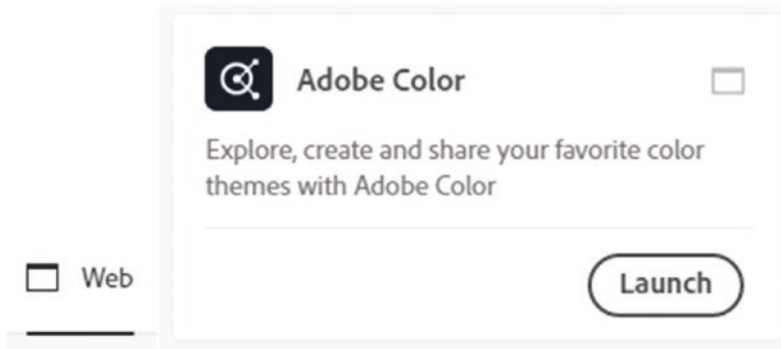 Adobe Color
Explore, create and share your favorite color
themes with Adobe Color
Web
Launch